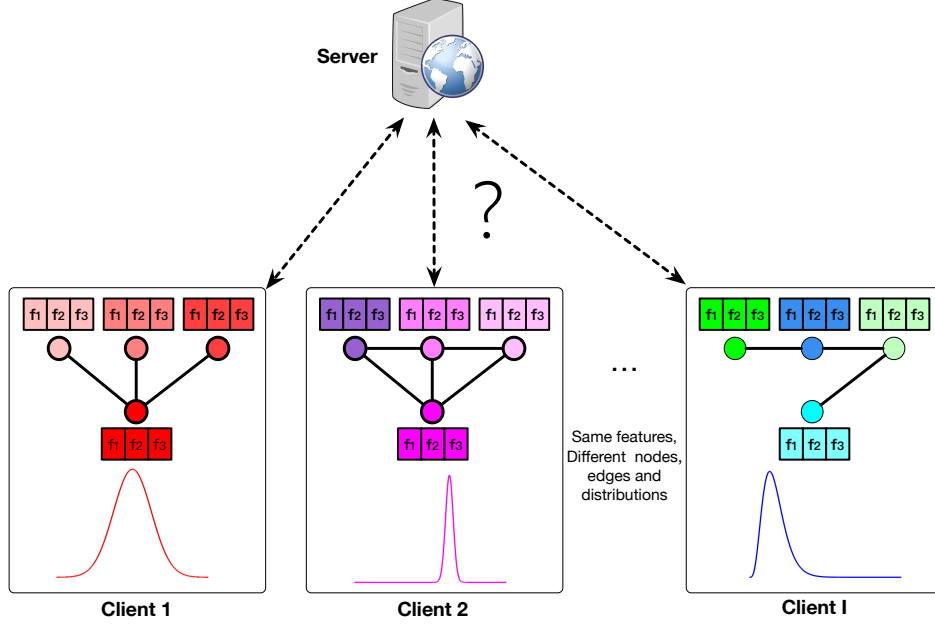 Server
?
f1 f2 f3 f1 f2 f3 f1 f2 f3
f1 f2 f3
Client 1
f1 f2 f3 f1 f2 f3 f1 f2 f3
f1 f2 f3
Client 2
...
Same features,
Different nodes,
edges and
distributions
f1 f2 f3 f1 f2 f3 f1 f2 f3
f1 f2 f3
Client I